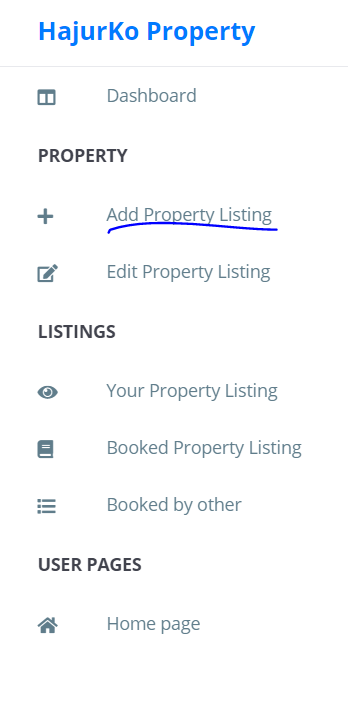 HajurKo Property
Dashboard
PROPERTY
Add Property Listing
Edit Property Listing
LISTINGS
Your Property Listing
Booked Property Listing
Booked by other
USER PAGES
Home page